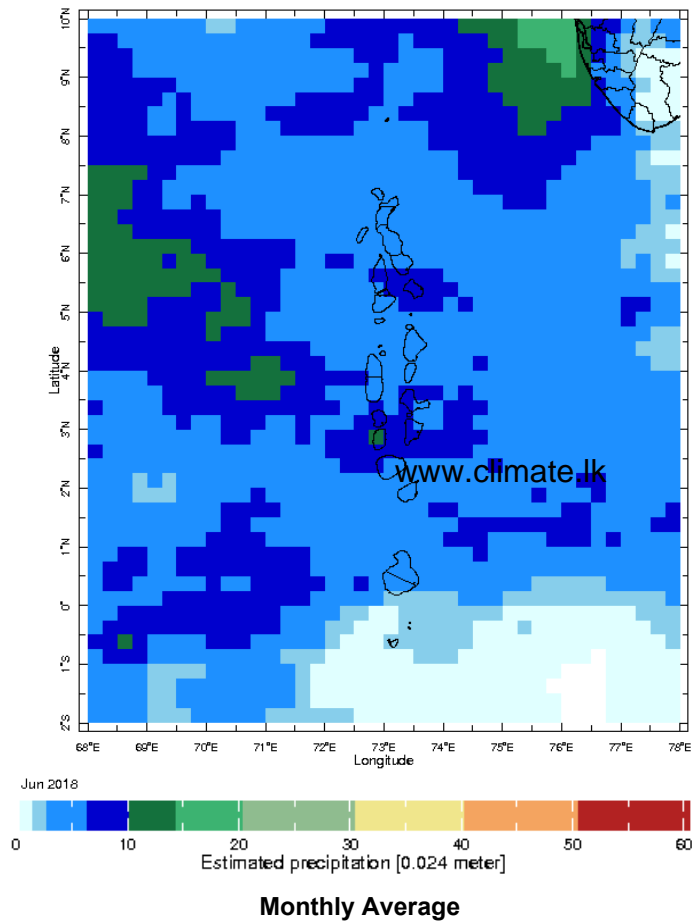 10°N
9°N
8°N
7°N
6°N
5°N
4°N
3°N
2°N
1°N
0°
1°S
2°S
Latitude
www.climate.lk
68°E 69°E 70°E 71°E 72°E 73°E 74°E 75°E 76°E 77°E 78°E
Longitude
Jun 2018
0 10 20 30 40 50 60
Estimated precipitation [0.024 meter]
Monthly Average